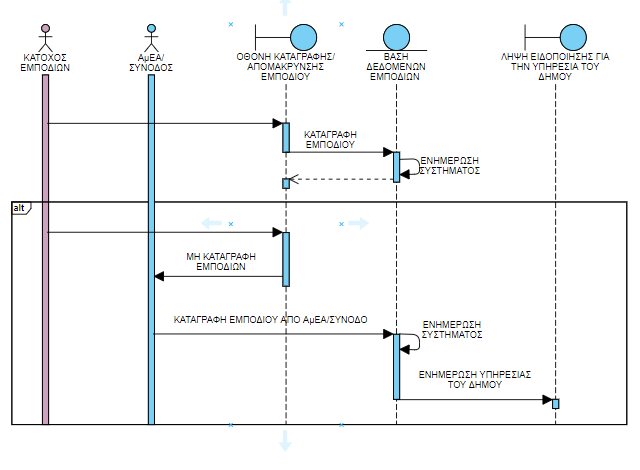 ΚΑΤΟΧΟΣ
ΕΜΠΟΔΙΩΝ
ΑμΕΑ/
ΣΥΝΟΔΟΣ
ΟΘΟΝΗ ΚΑΤΑΓΡΑΦΗΣ/
ΑΠΟΜΑΚΡΥΝΣΗΣ
ΕΜΠΟΔΙΟΥ
ΒΑΣΗ
ΔΕΔΟΜΕΝΩΝ
ΕΜΠΟΔΙΩΝ
ΛΗΨΗ ΕΙΔΟΠΟΙΗΣΗΣ ΓΙΑ
ΤΗΝ ΥΠΗΡΕΣΙΑ ΤΟΥ
ΔΗΜΟΥ
ΚΑΤΑΓΡΑΦΗ
ΕΜΠΟΔΙΟΥ
ΕΝΗΜΕΡΩΣΗ
ΣΥΣΤΗΜΑΤΟΣ
alt
ΜΗ ΚΑΤΑΓΡΑΦΗ
ΕΜΠΟΔΙΩΝ
ΚΑΤΑΓΡΑΦΗ ΕΜΠΟΔΙΟΥ ΑΠΟ ΑμΕΑ/ΣΥΝΟΔΟ
ΕΝΗΜΕΡΩΣΗ
ΣΥΣΤΗΜΑΤΟΣ
ΕΝΗΜΕΡΩΣΗ ΥΠΗΡΕΣΙΑΣ
ΤΟΥ ΔΗΜΟΥ